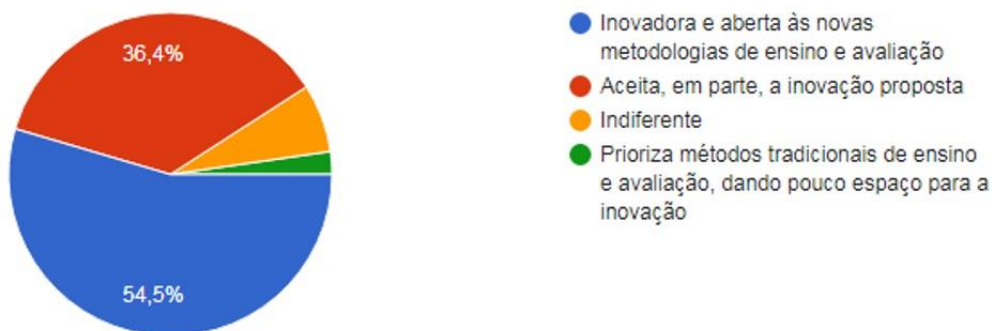 36,4%
54,5%
Inovadora e aberta às novas
metodologias de ensino e avaliação
Aceita, em parte, a inovação proposta
Indiferente
Prioriza métodos tradicionais de ensino
e avaliação, dando pouco espaço para a
inovação